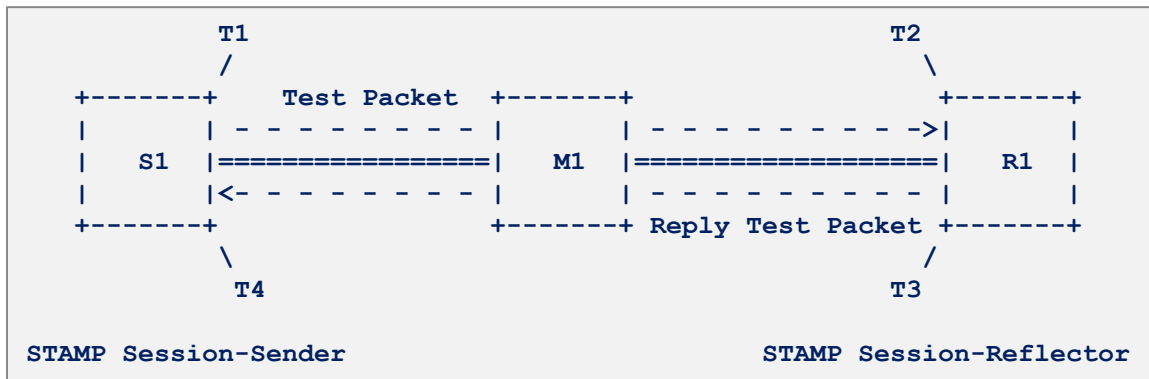 T1 T2
/ \
+-------+ Test Packet +-------+ +-------+
| | - - - - - - - - - | | - - - - - - - - - ->| |
| S1 |=================| M1 |===================| R1 |
| |<- - - - - - - - - | | - - - - - - - - - - | |
+-------+ +-------+ Reply Test Packet +-------+
\ /
T4 T3
STAMP Session-Sender STAMP Session-Reflector